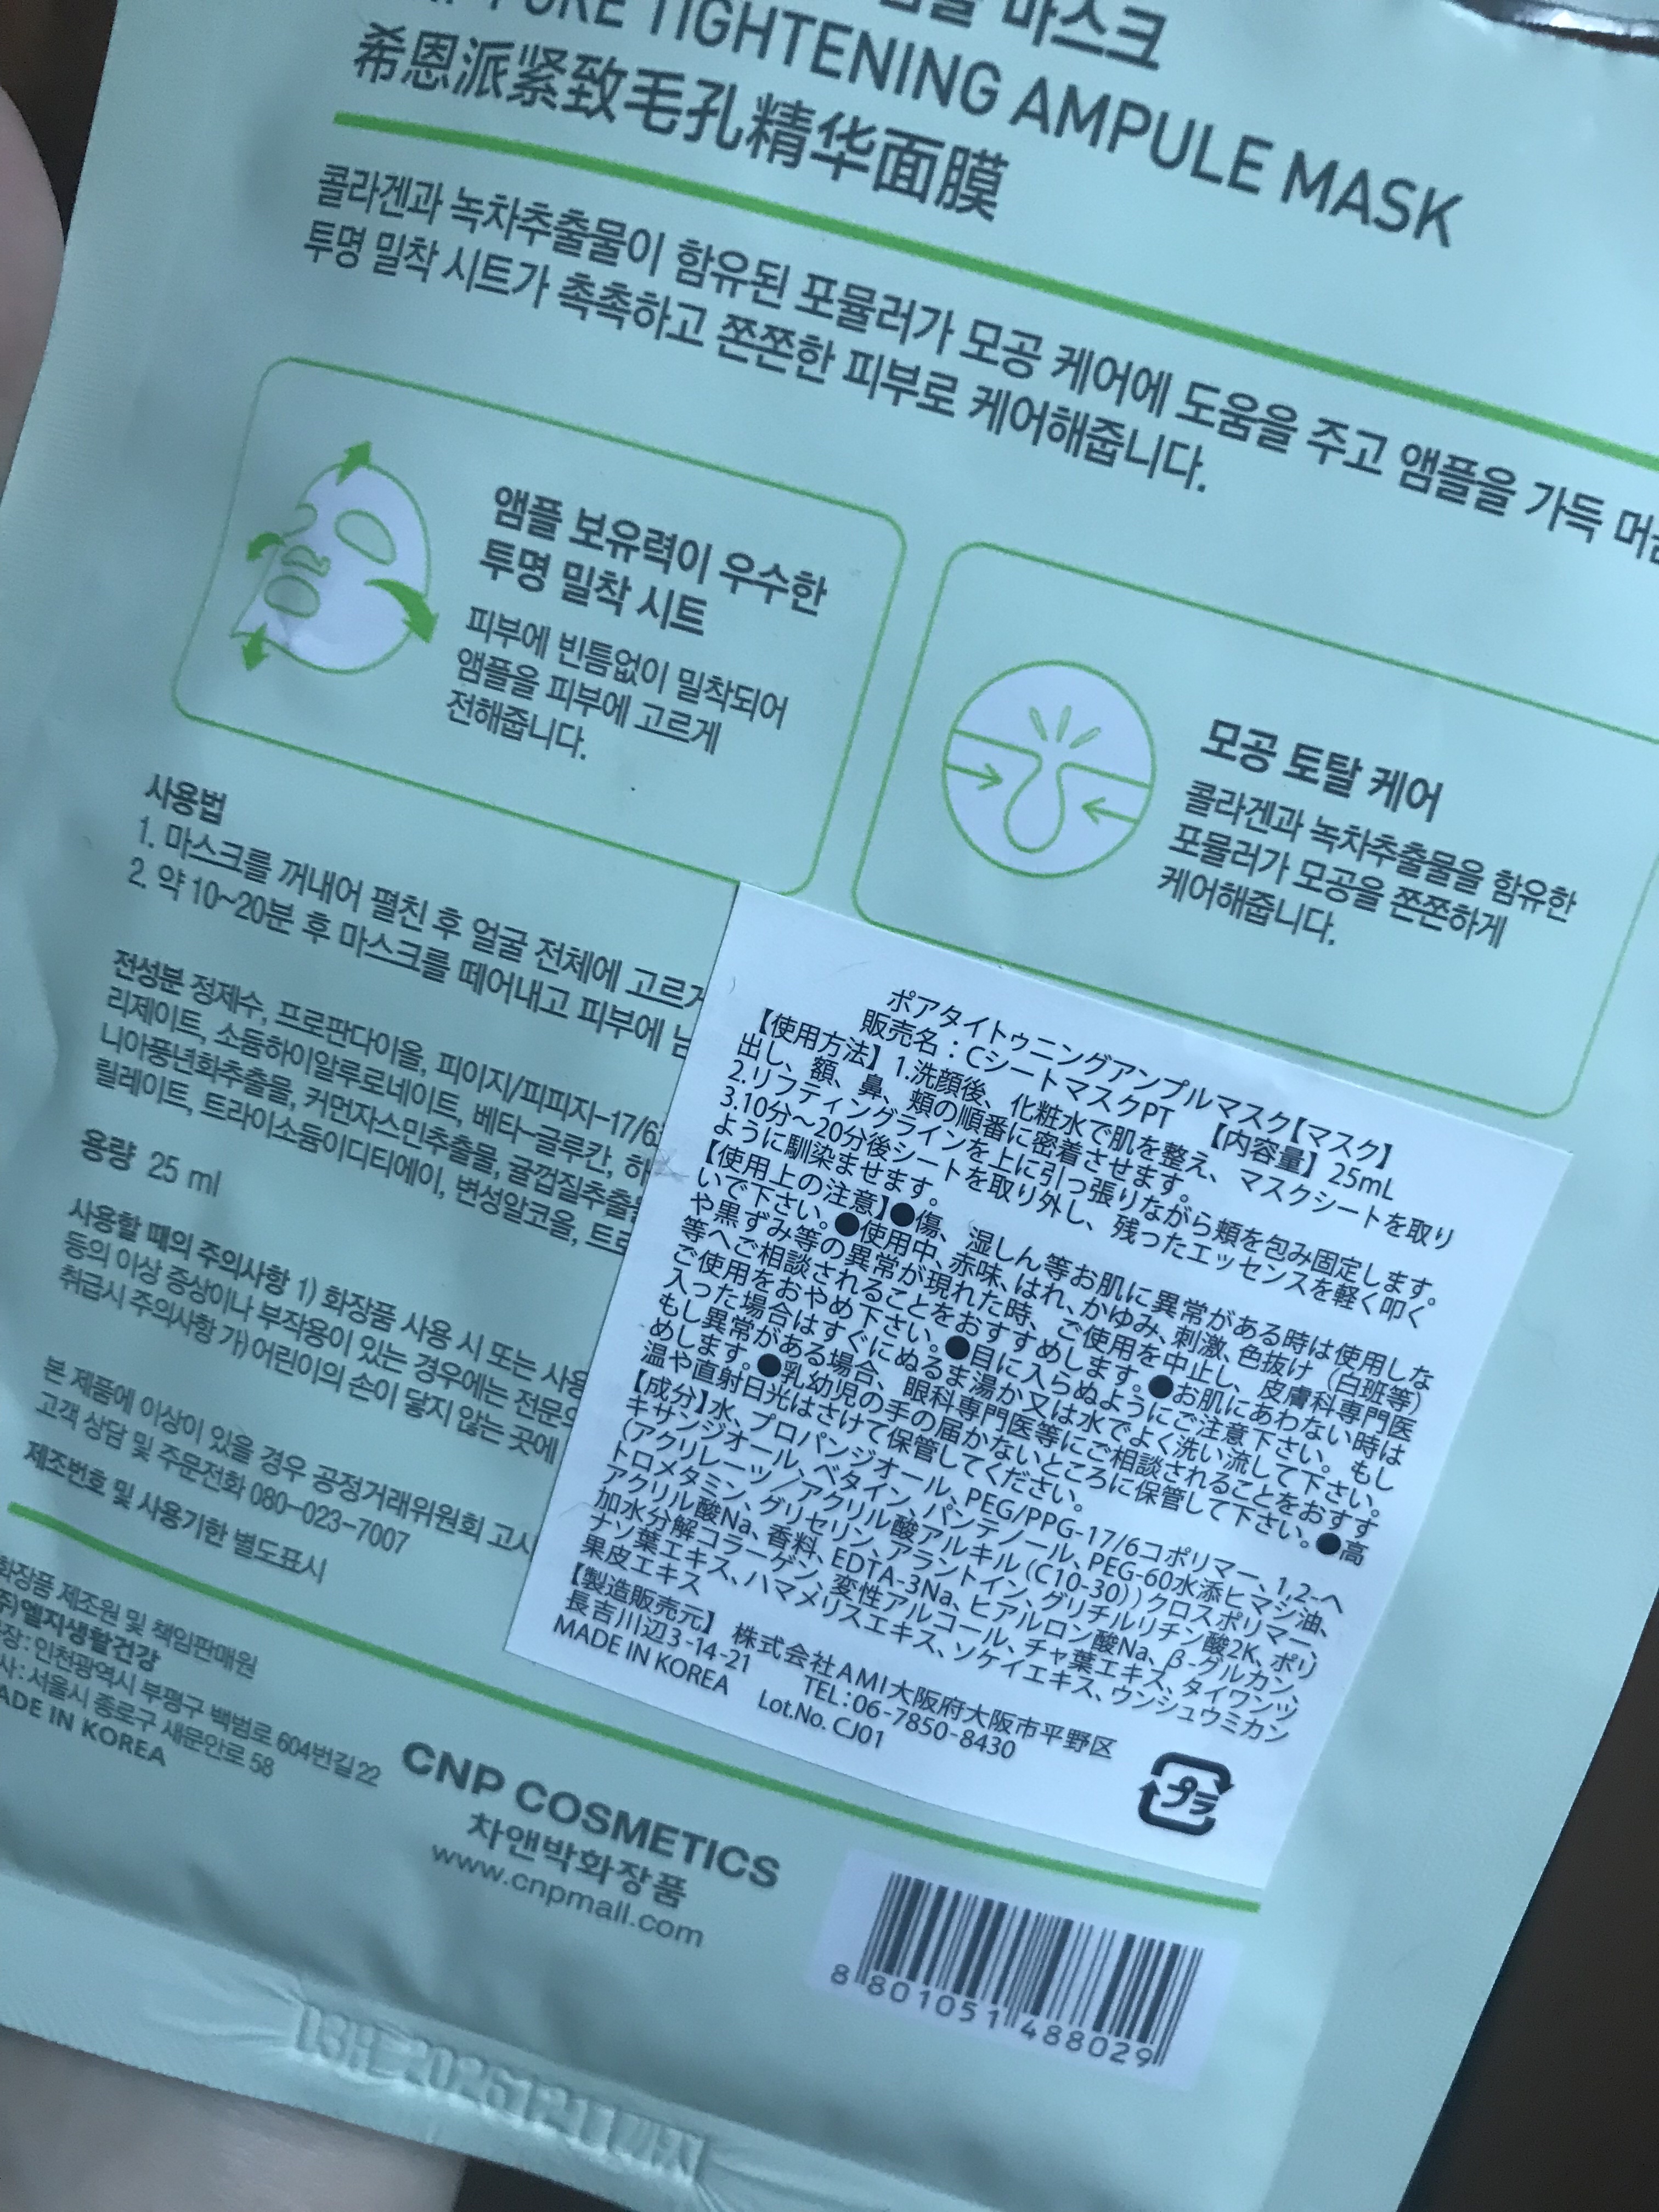 마스크
TIGHTENING AMPULE MASK
希恩派紧致毛孔精华面膜
콜라겐과 녹차추출물이 함유된 포뮬러가 모공 케어에 도움을 주고 앰플을 가득
투명 밀착 시트가 촉촉하고 쫀쫀한 피부로 케어해줍니다.
앰플 보유력이 우수한
투명 밀착 시트
피부에 빈틈없이 밀착되어
앰플을 피부에 고르게
전해줍니다.
모공 토탈 케어
콜라겐과 녹차추출물을 함유한
포뮬러가 모공을 쫀쫀하게
케어해줍니다.
사용법
1. 마스크를 꺼내어 펼친 후 얼굴 전체에 고르게
2. 약 10~20분 후 마스크를 떼어내고 피부에
전성분 정제수, 프로판다이올, 피이지/피피지-17/6
리제이트, 소듐하이알루로네이트, 베타-글루칸, 하
니아풍년화추출물, 커먼자스민추출물, 귤껍질추출물
릴레이트, 트라이소듐이디티에이, 변성알코올, 트로
용량 25 ml
사용할 때의 주의사항 1) 화장품 사용 시 또는 사용
등의 이상 증상이나 부작용이 있는 경우에는 전문의
취급시 주의사항 가) 어린이의 손이 닿지 않는 곳에
본 제품에 이상이 있을 경우 공정거래위원회 고시
고객 상담 및 주문전화 080-023-7007
제조번호 및 사용기한 별도표시
화장품 제조원 및 책임판매원
주)엘지생활건강
장: 인천광역시 부평구 백범로 604번길 22
사: 서울시 종로구 새문안로 58
ADE IN KOREA
ポアタイトゥニングアンプルマスク【マスク】
販売名:CシートマスクPT 【内容量】25mL
【使用方法】1.洗顔後、化粧水で肌を整え、マスクシートを取り
出し、額、鼻、頬の順番に密着させます。
2.リフティングラインを上に引っ張りながら頬を包み固定します。
3.10分~20分後シートを取り外し、残ったエッセンスを軽く叩く
ように馴染ませます。
【使用上の注意】●傷、湿しん等お肌に異常がある時は使用しな
いで下さい。●使用中、赤味、はれ、かゆみ、刺激、色抜け(白斑等)
や黒ずみ等の異常が現れた時、ご使用を中止し、皮膚科専門医
等へご相談されることをおすすめします。●お肌にあわない時は
ご使用をおやめ下さい。●目に入らぬようにご注意下さい。もし
入った場合はすぐにぬるま湯か又は水でよく洗い流して下さい。
もし異常がある場合、眼科専門医等にご相談されることをおすす
めします。●乳幼児の手の届かないところに保管して下さい。●高
温や直射日光はさけて保管してください。
【成分】水、プロパンジオール、PEG/PPG-17/6コポリマー、1,2-ヘ
キサンジオール、ベタイン、パンテノール、PEG-60水添ヒマシ油、
(アクリレーツ/アクリル酸アルキル(C10-30))クロスポリマー、
トロメタミン、グリセリン、アラントイン、グリチルリチン酸2K、ポリ
アクリル酸Na、香料、EDTA-3Na、ヒアルロン酸Na、β-グルカン、
加水分解コラーゲン、変性アルコール、チャ葉エキス、タイワンツ
ナソ葉エキス、ハマメリスエキス、ソケイエキス、ウンシュウミカン
果皮エキス
【製造販売元】 株式会社AMI大阪府大阪市平野区
長吉川辺3-14-21 TEL:06-7850-8430
MADE IN KOREA Lot.No. CJ01
プラ
CNP COSMETICS
차앤박화장품
www.cnpmall.com
8 801051 488029